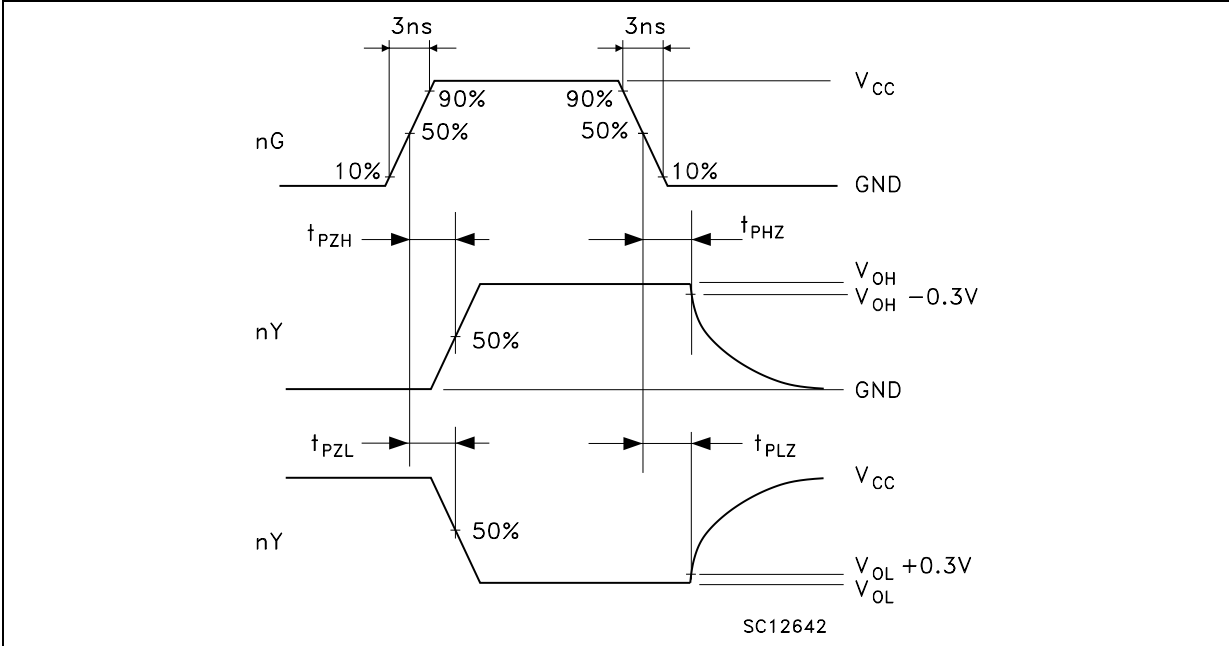 3ns 3ns
V_CC
90% 90%
50% 50%
nG
10% 10%
GND
t_PZH t_PHZ
V_OH
V_OH −0.3V
nY
50%
GND
t_PZL t_PLZ
V_CC
50%
nY
V_OL +0.3V
V_OL
SC12642